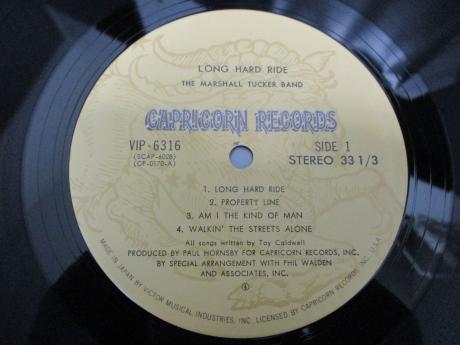 LONG HARD RIDE
THE MARSHALL TUCKER BAND
CAPRICORN RECORDS
VIP-6316 SIDE 1
(SCAP-6028) STEREO 33 1/3
(CP-0170-A)
1. LONG HARD RIDE
2. PROPERTY LINE
3. AM I THE KIND OF MAN
4. WALKIN' THE STREETS ALONE
All songs written by Toy Caldwell
PRODUCED BY PAUL HORNSBY FOR CAPRICORN RECORDS, INC.
BY SPECIAL ARRANGEMENT WITH PHIL WALDEN
AND ASSOCIATES, INC.
MADE IN JAPAN BY VICTOR MUSICAL INDUSTRIES, INC. LICENSED BY CAPRICORN RECORDS INC. U.S.A.